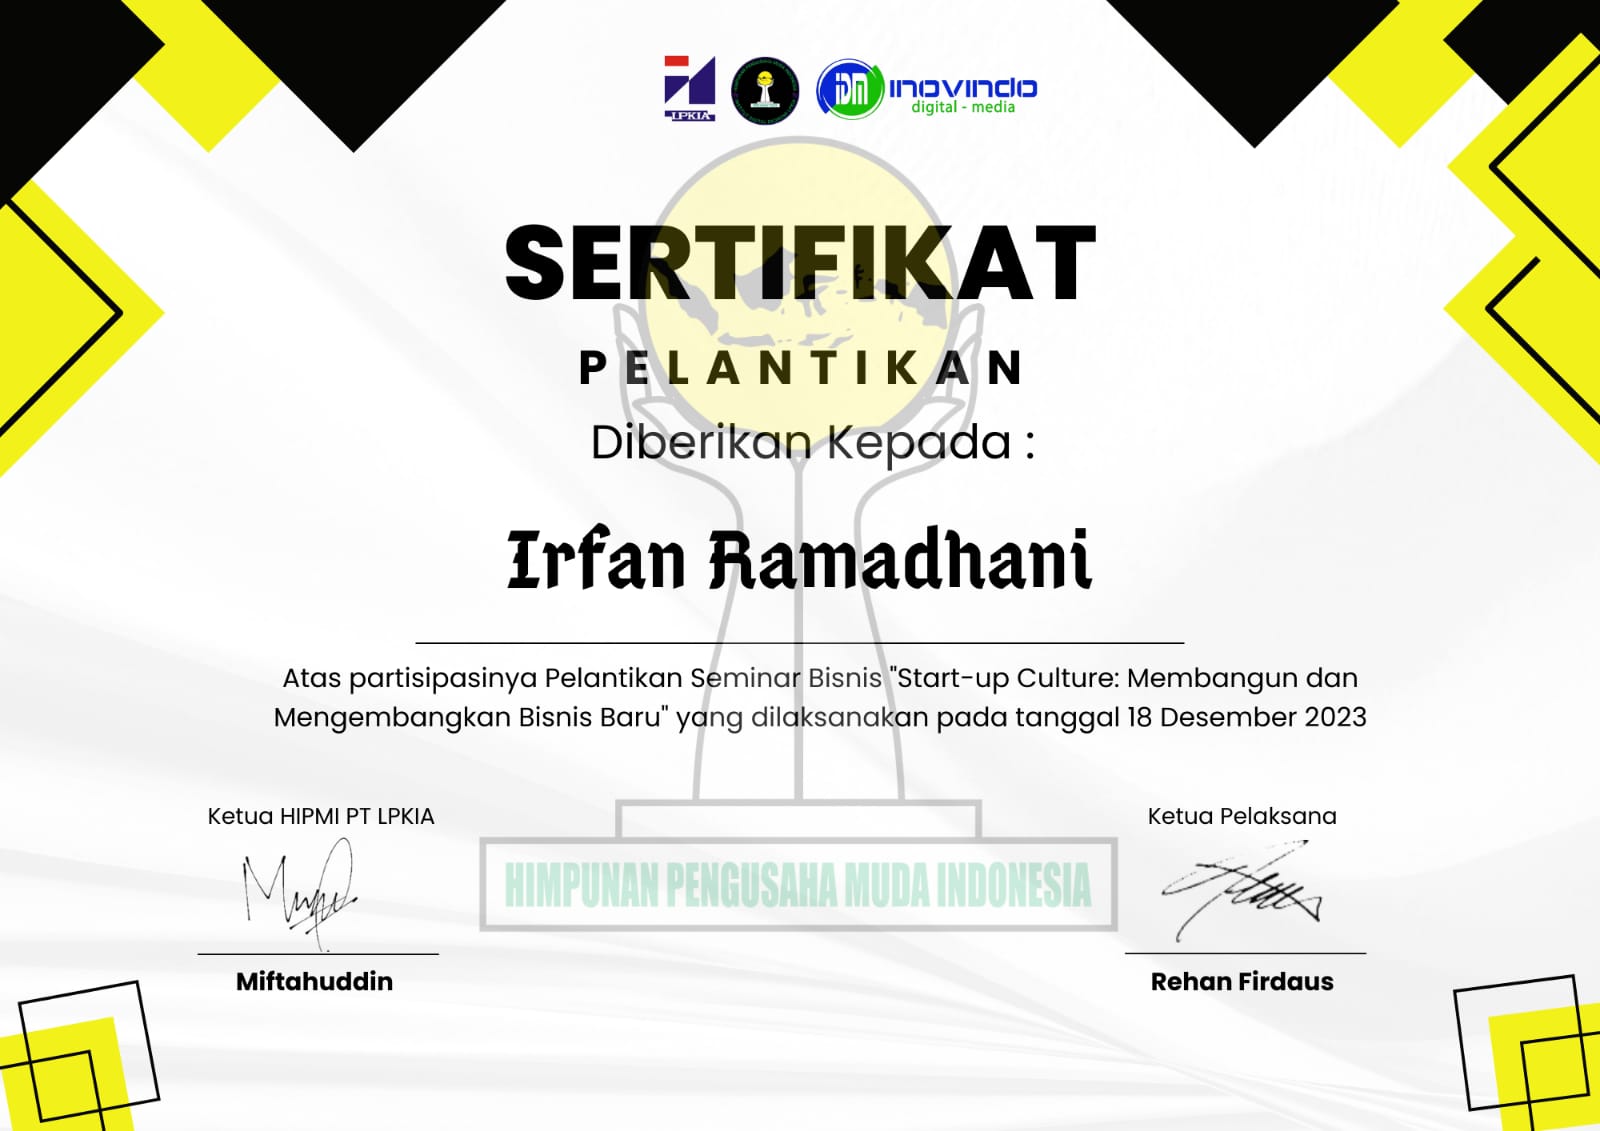 LPKIA
inovindo
digital - media
SERTIFIKAT
PELANTIKAN
Diberikan Kepada :
Irfan Ramadhani
Atas partisipasinya Pelantikan Seminar Bisnis "Start-up Culture: Membangun dan
Mengembangkan Bisnis Baru" yang dilaksanakan pada tanggal 18 Desember 2023
Ketua HIPMI PT LPKIA
Ketua Pelaksana
HIMPUNAN PENGUSAHA MUDA INDONESIA
Miftahuddin
Rehan Firdaus